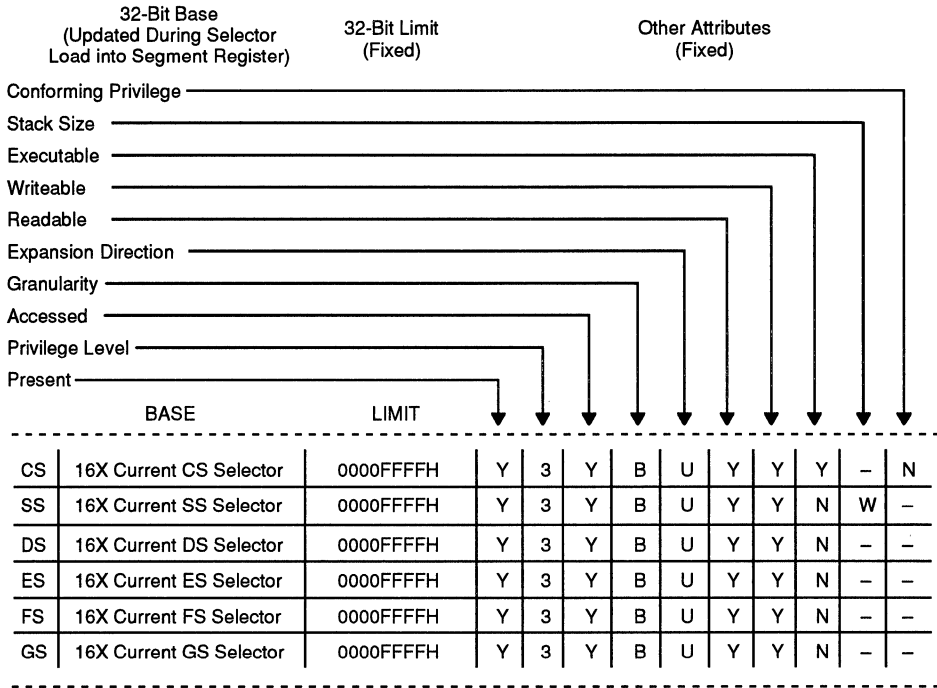 32-Bit Base
(Updated During Selector
Load into Segment Register)
32-Bit Limit
(Fixed)
Other Attributes
(Fixed)
Conforming Privilege
Stack Size
Executable
Writeable
Readable
Expansion Direction
Granularity
Accessed
Privilege Level
Present
BASE LIMIT
CS 16X Current CS Selector 0000FFFFH Y 3 Y B U Y Y Y – N
SS 16X Current SS Selector 0000FFFFH Y 3 Y B U Y Y N W –
DS 16X Current DS Selector 0000FFFFH Y 3 Y B U Y Y N – –
ES 16X Current ES Selector 0000FFFFH Y 3 Y B U Y Y N – –
FS 16X Current FS Selector 0000FFFFH Y 3 Y B U Y Y N – –
GS 16X Current GS Selector 0000FFFFH Y 3 Y B U Y Y N – –